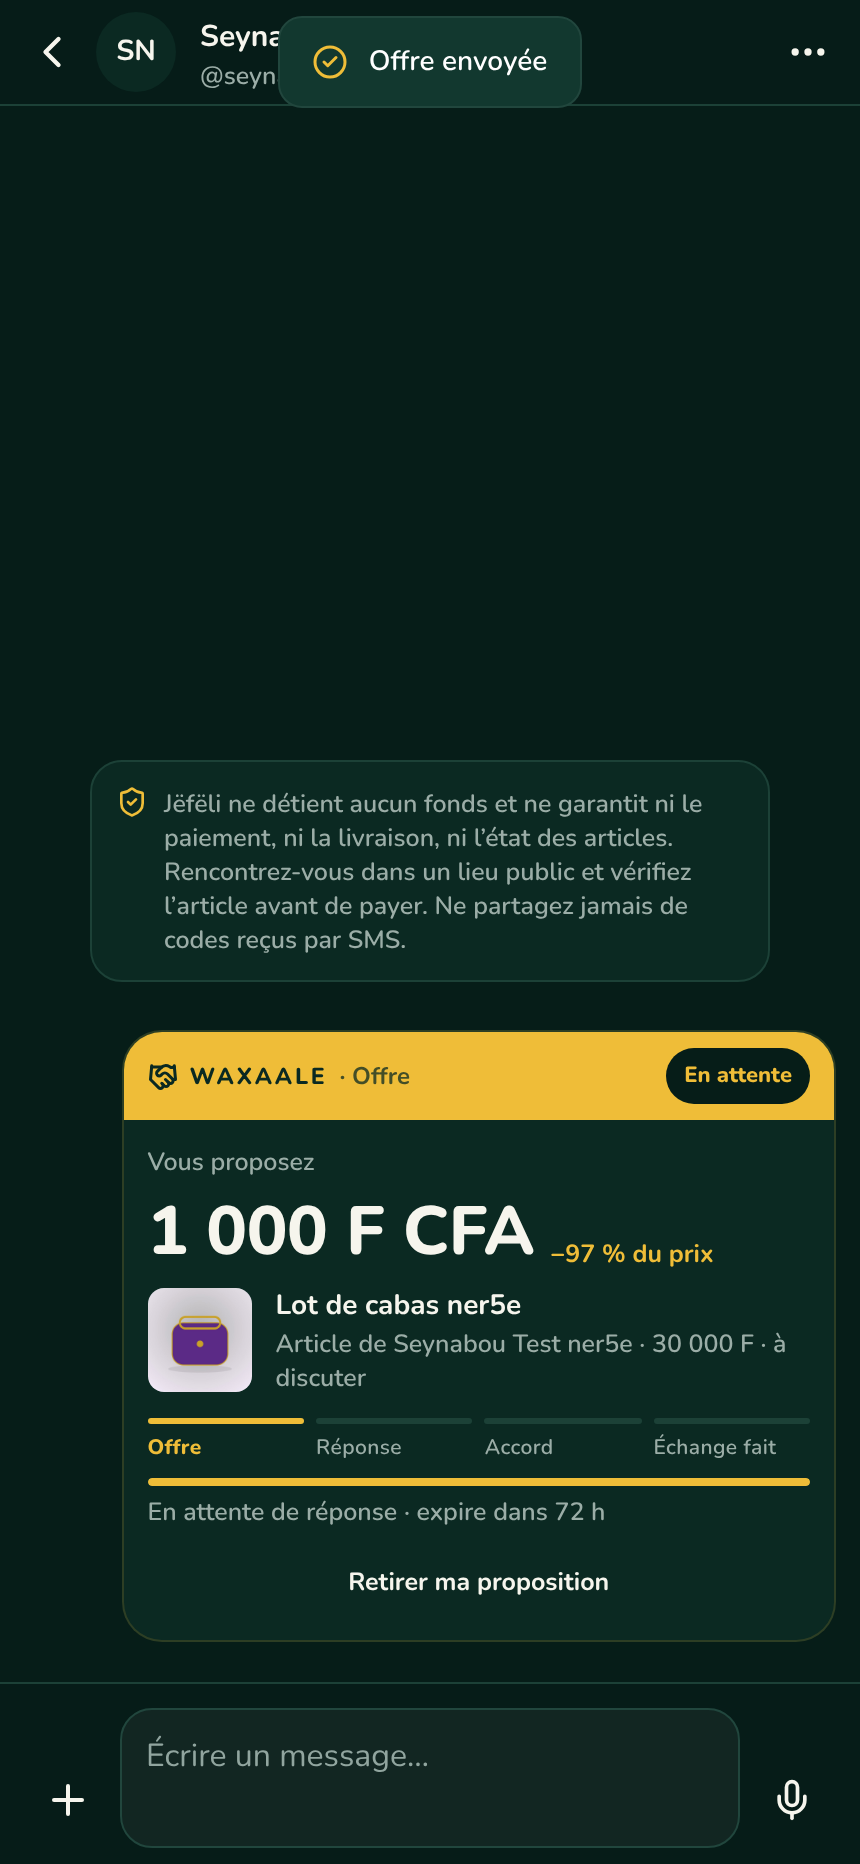 SN
Offre envoyée
Jëfëli ne détient aucun fonds et ne garantit ni le
paiement, ni la livraison, ni l’état des articles.
Rencontrez-vous dans un lieu public et vérifiez
l’article avant de payer. Ne partagez jamais de
codes reçus par SMS.
WAXAALE · Offre
En attente
Vous proposez
1 000 F CFA –97 % du prix
Lot de cabas ner5e
Article de Seynabou Test ner5e · 30 000 F · à
discuter
Offre Réponse Accord Échange fait
En attente de réponse · expire dans 72 h
Retirer ma proposition
Écrire un message...